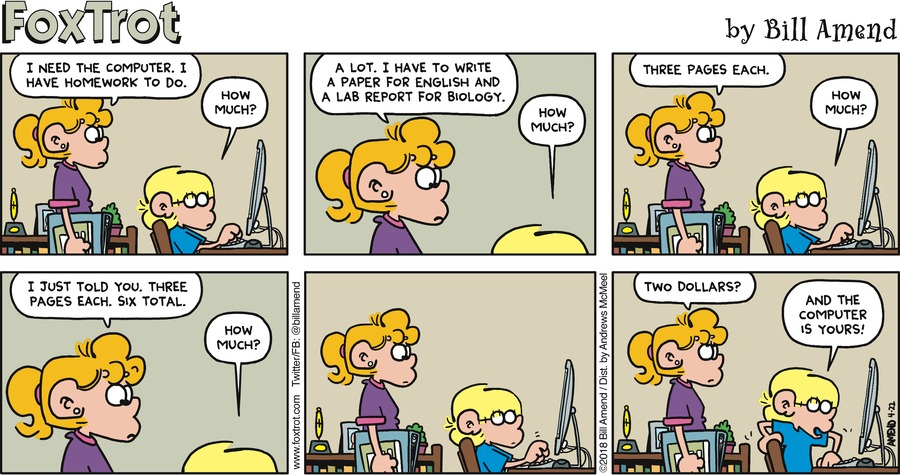 FoxTrot
by Bill Amend
I NEED THE COMPUTER. I
HAVE HOMEWORK TO DO.
HOW
MUCH?
A LOT. I HAVE TO WRITE
A PAPER FOR ENGLISH AND
A LAB REPORT FOR BIOLOGY.
HOW
MUCH?
THREE PAGES EACH.
HOW
MUCH?
I JUST TOLD YOU. THREE
PAGES EACH. SIX TOTAL.
HOW
MUCH?
www.foxtrot.com Twitter/FB: @billamend
©2018 Bill Amend / Dist. by Andrews McMeel
TWO DOLLARS?
AND THE
COMPUTER
IS YOURS!
AMEND 4-22